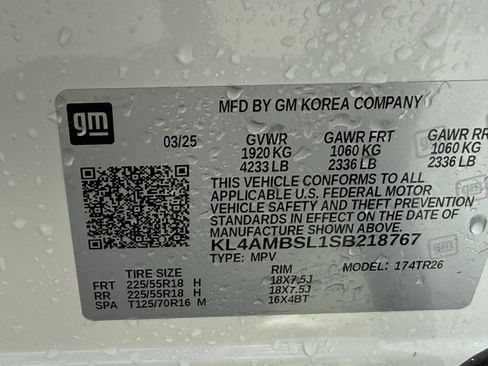 gm
MFD BY GM KOREA COMPANY
03/25 GVWR GAWR FRT GAWR RR
1920 KG 1060 KG 1060 KG
4233 LB 2336 LB 2336 LB
THIS VEHICLE CONFORMS TO ALL
APPLICABLE U.S. FEDERAL MOTOR
VEHICLE SAFETY AND THEFT PREVENTION
STANDARDS IN EFFECT ON THE DATE OF
MANUFACTURE SHOWN ABOVE.
KL4AMBSL1SB218767
TYPE: MPV MODEL: 174TR26
TIRE SIZE RIM
FRT 225/55R18 H 18X7.5J
RR 225/55R18 H 18X7.5J
SPA T125/70R16 M 16X4BT